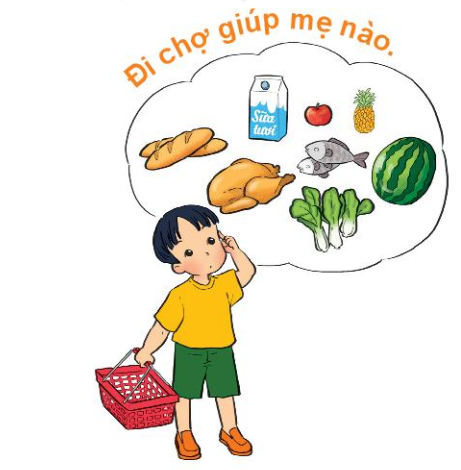 Đi chợ giúp mẹ nào.
Sữa
tươi